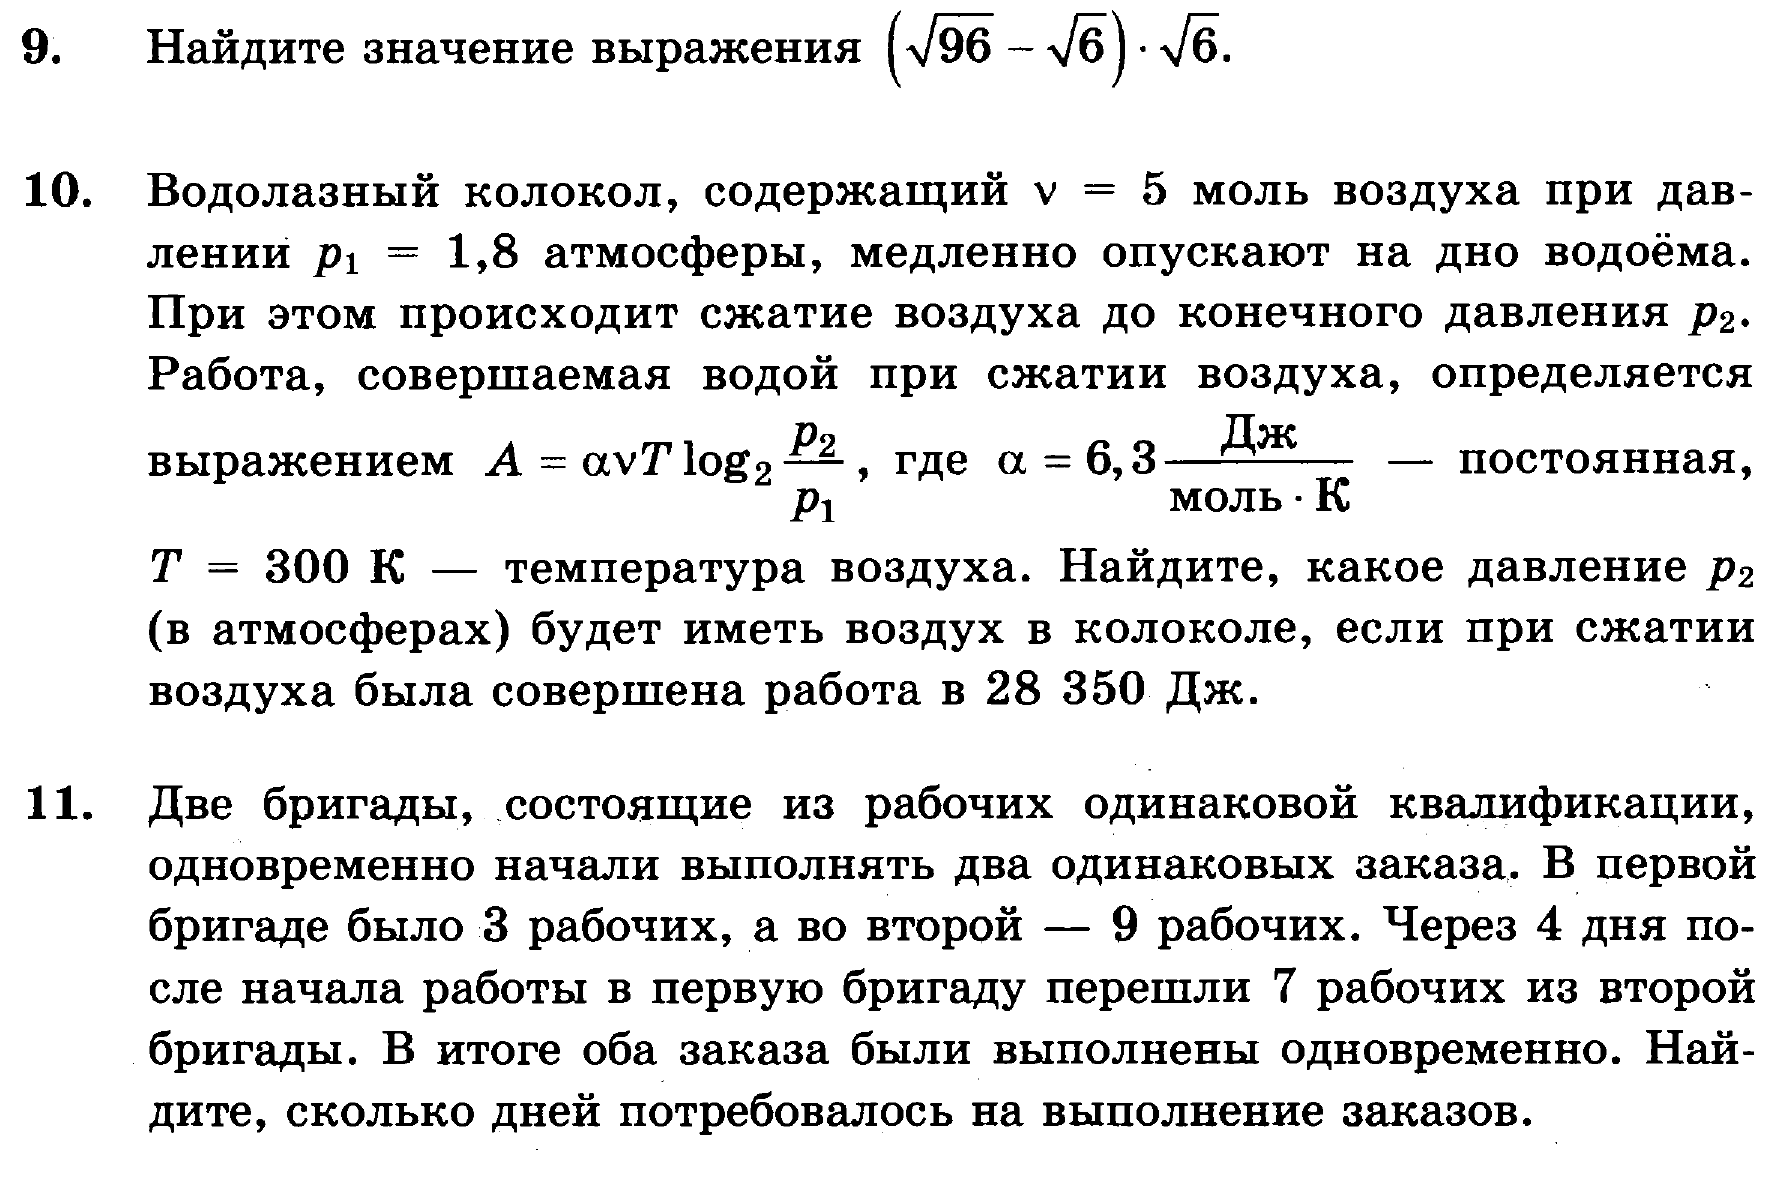 9. Найдите значение выражения (√96 − √6) · √6.
10. Водолазный колокол, содержащий ν = 5 моль воздуха при дав-
лении p₁ = 1,8 атмосферы, медленно опускают на дно водоёма.
При этом происходит сжатие воздуха до конечного давления p₂.
Работа, совершаемая водой при сжатии воздуха, определяется
выражением A = ανT log₂ p₂/p₁, где α = 6,3 Дж/(моль · К) — постоянная,
T = 300 К — температура воздуха. Найдите, какое давление p₂
(в атмосферах) будет иметь воздух в колоколе, если при сжатии
воздуха была совершена работа в 28 350 Дж.
11. Две бригады, состоящие из рабочих одинаковой квалификации,
одновременно начали выполнять два одинаковых заказа. В первой
бригаде было 3 рабочих, а во второй — 9 рабочих. Через 4 дня по-
сле начала работы в первую бригаду перешли 7 рабочих из второй
бригады. В итоге оба заказа были выполнены одновременно. Най-
дите, сколько дней потребовалось на выполнение заказов.